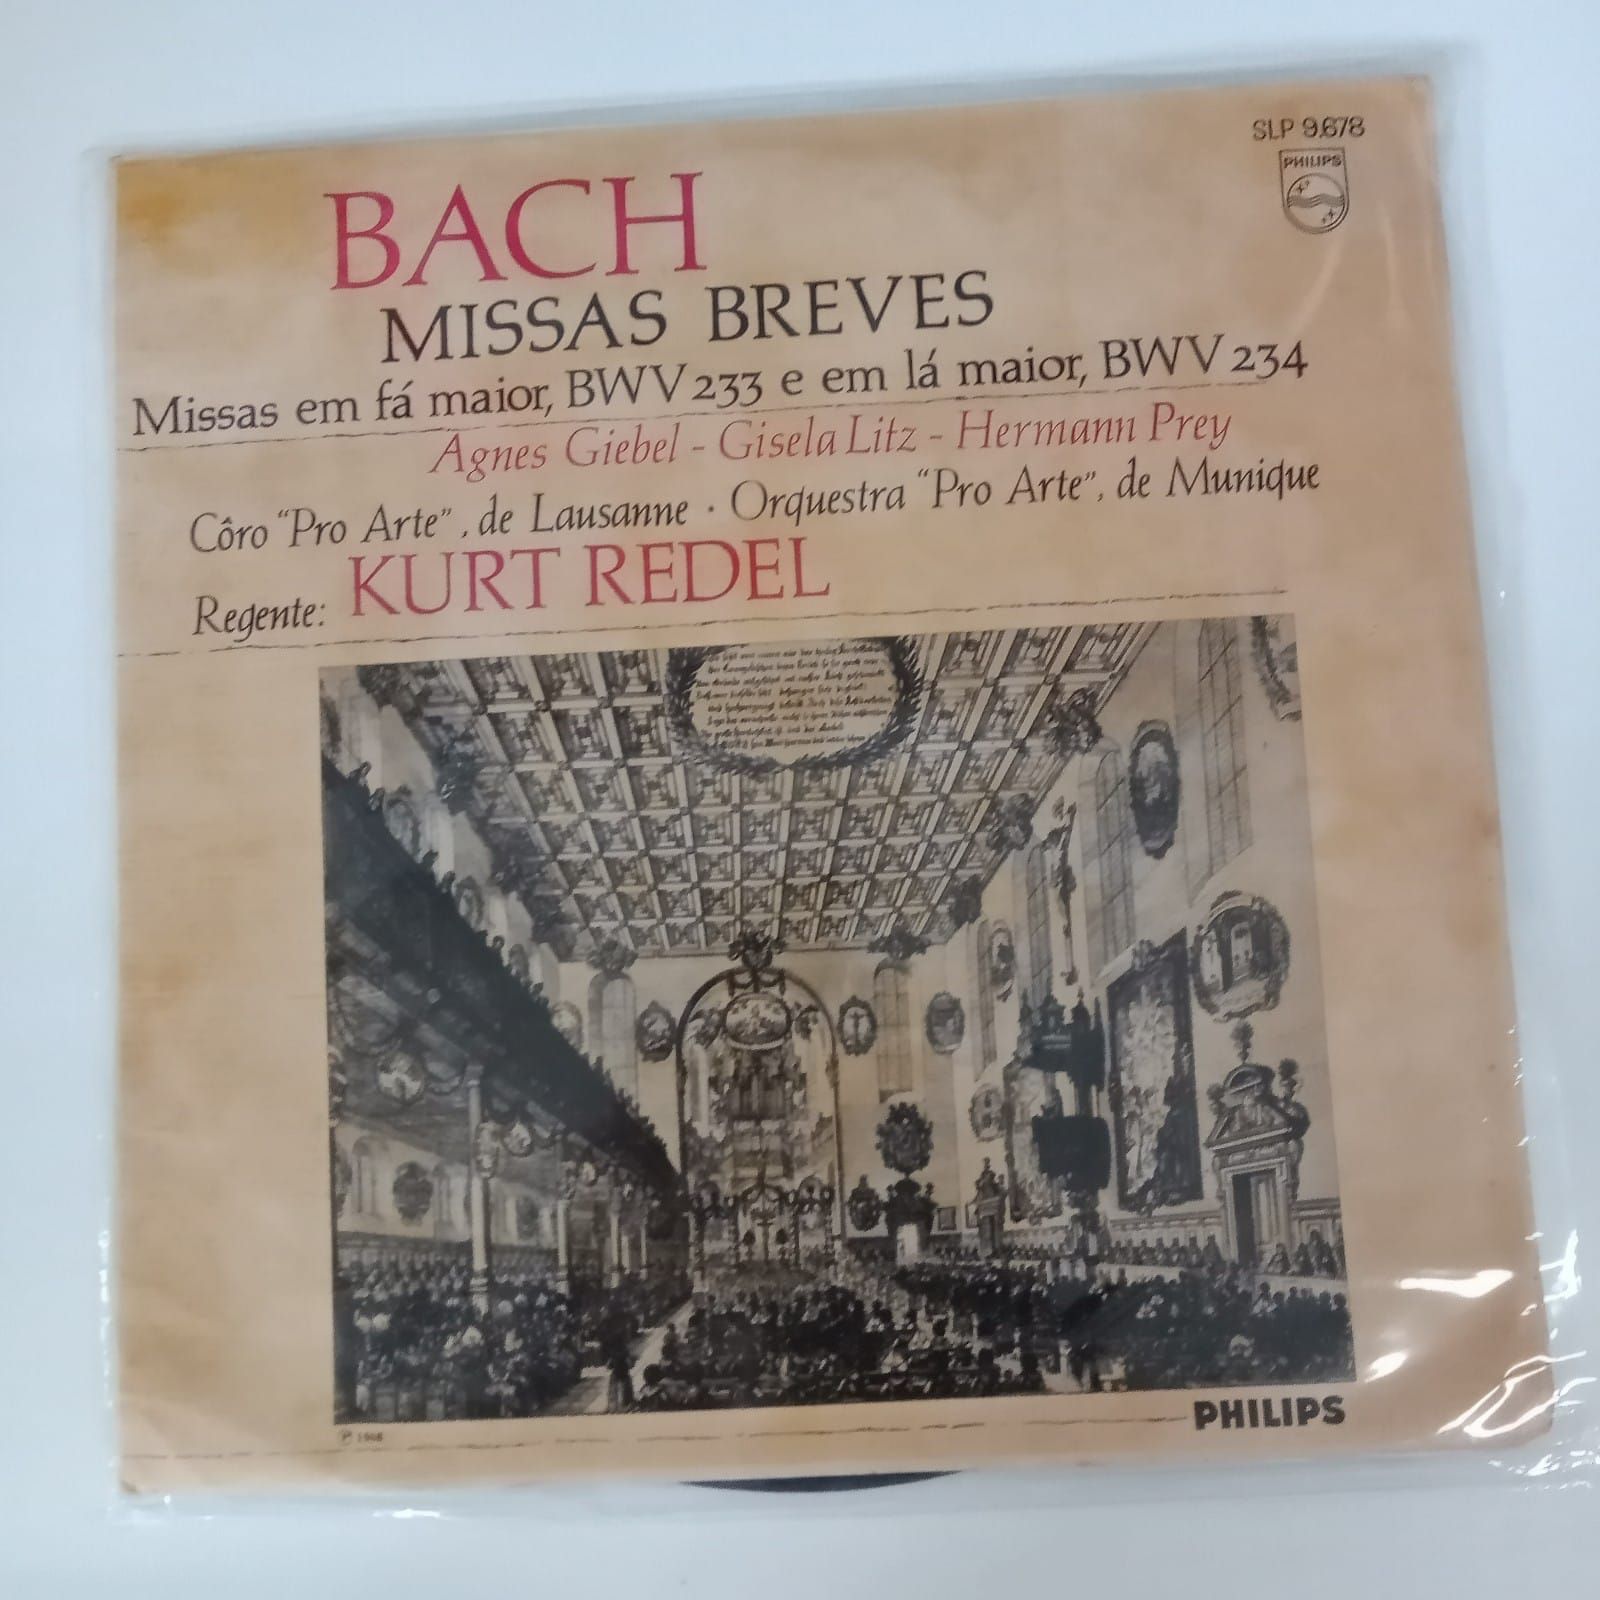 SLP 9.678
PHILIPS
BACH
MISSAS BREVES
Missas em fá maior, BWV 233 e em lá maior, BWV 234
Agnes Giebel - Gisela Litz - Hermann Prey
Côro "Pro Arte", de Lausanne · Orquestra "Pro Arte", de Munique
Regente: KURT REDEL
PHILIPS